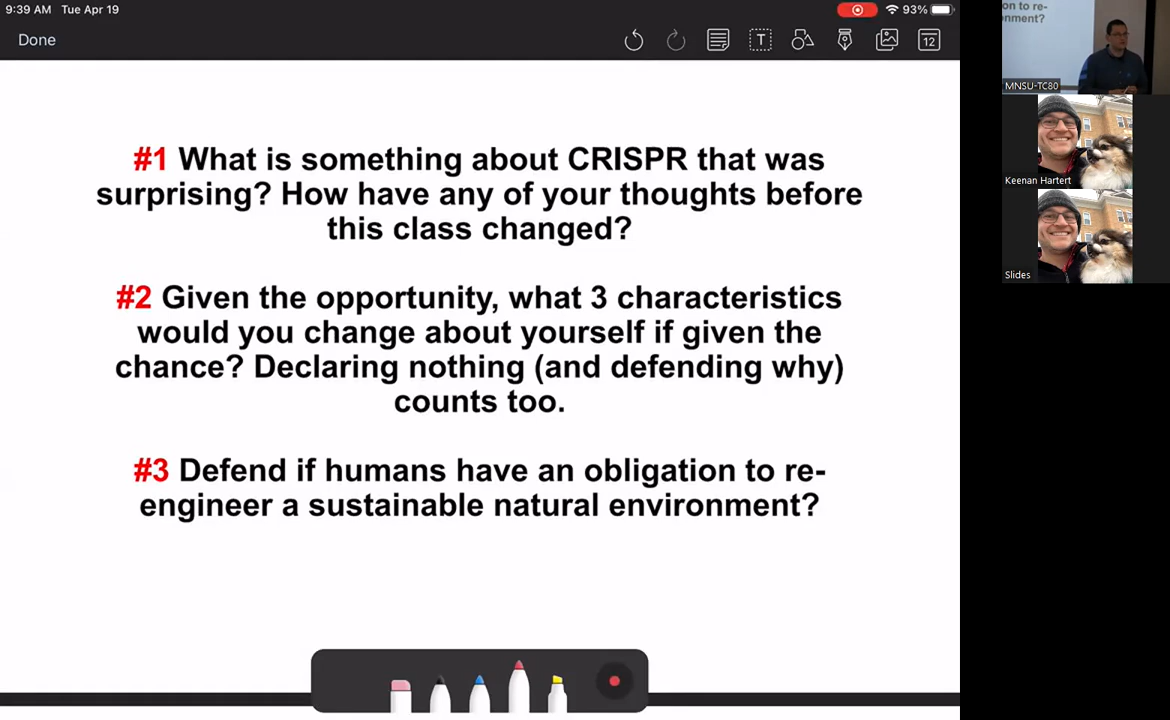 9:39 AM Tue Apr 19
93%
Done
T
12
#1 What is something about CRISPR that was
surprising? How have any of your thoughts before
this class changed?
#2 Given the opportunity, what 3 characteristics
would you change about yourself if given the
chance? Declaring nothing (and defending why)
counts too.
#3 Defend if humans have an obligation to re-
engineer a sustainable natural environment?
on to re-
nment?
MNSU-TC80
Keenan Hartert
Slides